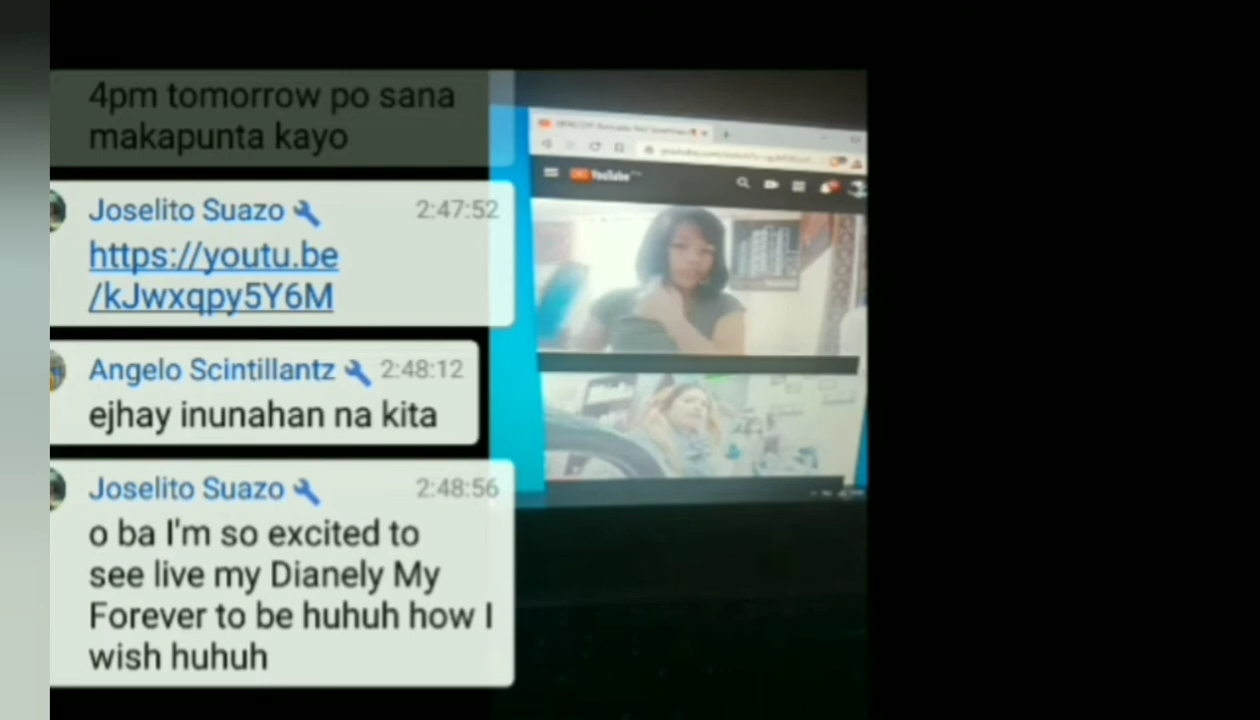 4pm tomorrow po sana
makapunta kayo
Joselito Suazo 2:47:52
https://youtu.be
/kJwxqpy5Y6M
Angelo Scintillantz 2:48:12
ejhay inunahan na kita
Joselito Suazo 2:48:56
o ba I'm so excited to
see live my Dianely My
Forever to be huhuh how I
wish huhuh
YouTube